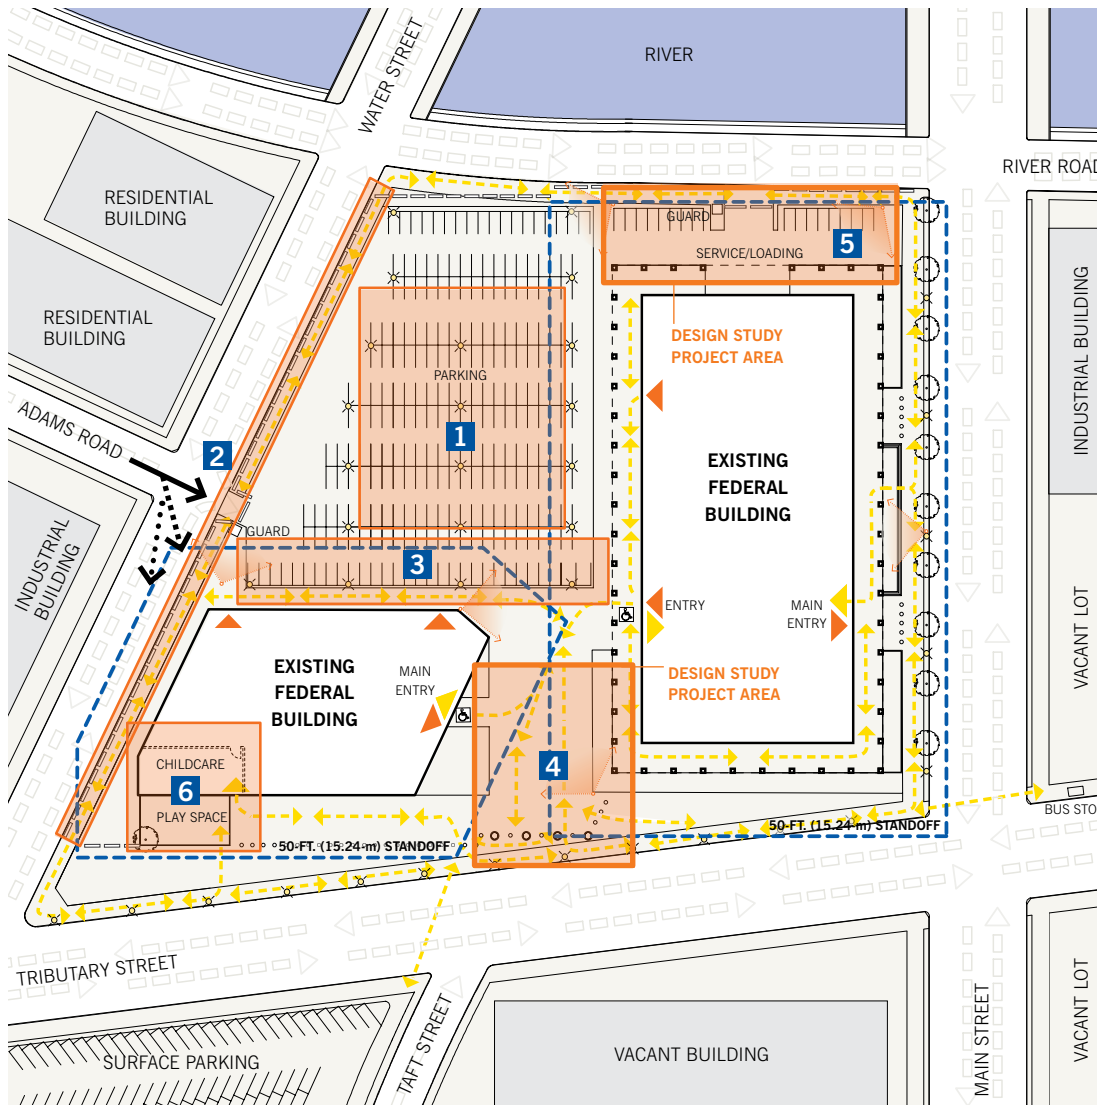 RIVER
WATER STREET
RIVER ROAD
RESIDENTIAL
BUILDING
GUARD
5
SERVICE/LOADING
RESIDENTIAL
BUILDING
DESIGN STUDY
PROJECT AREA
INDUSTRIAL BUILDING
PARKING
ADAMS ROAD
1
2
EXISTING
FEDERAL
BUILDING
GUARD
INDUSTRIAL
BUILDING
3
ENTRY
MAIN
ENTRY
VACANT LOT
EXISTING
FEDERAL
BUILDING
MAIN
ENTRY
DESIGN STUDY
PROJECT AREA
4
CHILDCARE
6
PLAY SPACE
BUS STO
50-FT. (15.24-m) STANDOFF
50-FT. (15.24-m) STANDOFF
TRIBUTARY STREET
SURFACE PARKING
TAFT STREET
VACANT BUILDING
MAIN STREET
VACANT LOT